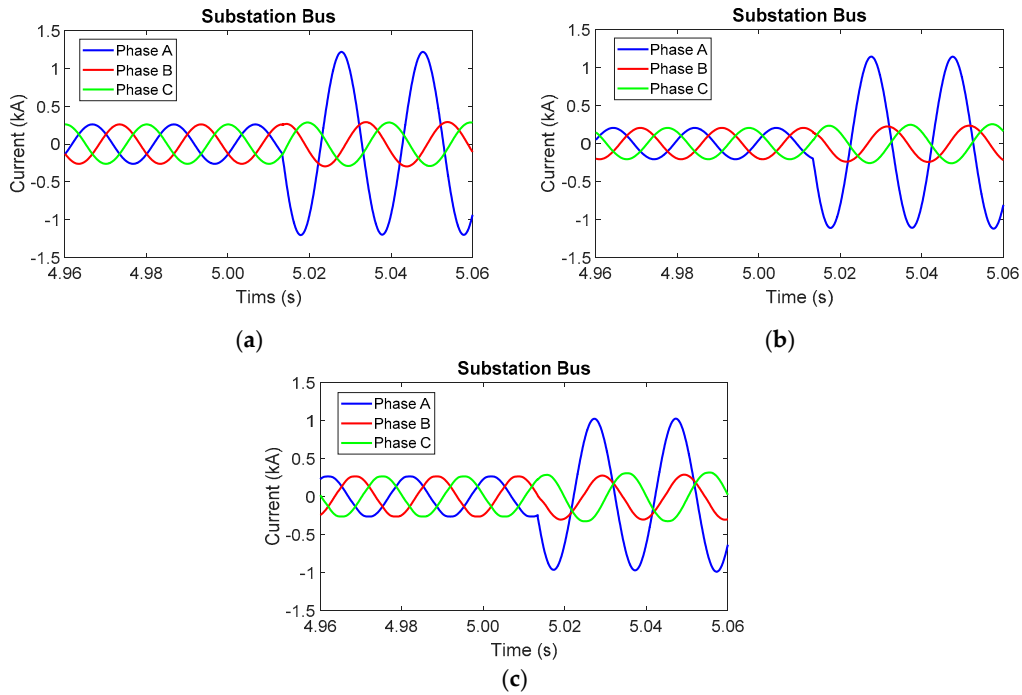 Substation Bus
1.5
1
0.5
0
-0.5
-1
-1.5
Current (kA)
Phase A
Phase B
Phase C
4.96 4.98 5.00 5.02 5.04 5.06
Tims (s)
(a)
Substation Bus
1.5
1
0.5
0
-0.5
-1
-1.5
Current (kA)
Phase A
Phase B
Phase C
4.96 4.98 5.00 5.02 5.04 5.06
Time (s)
(b)
Substation Bus
1.5
1
0.5
0
-0.5
-1
-1.5
Current (kA)
Phase A
Phase B
Phase C
4.96 4.98 5.00 5.02 5.04 5.06
Time (s)
(c)